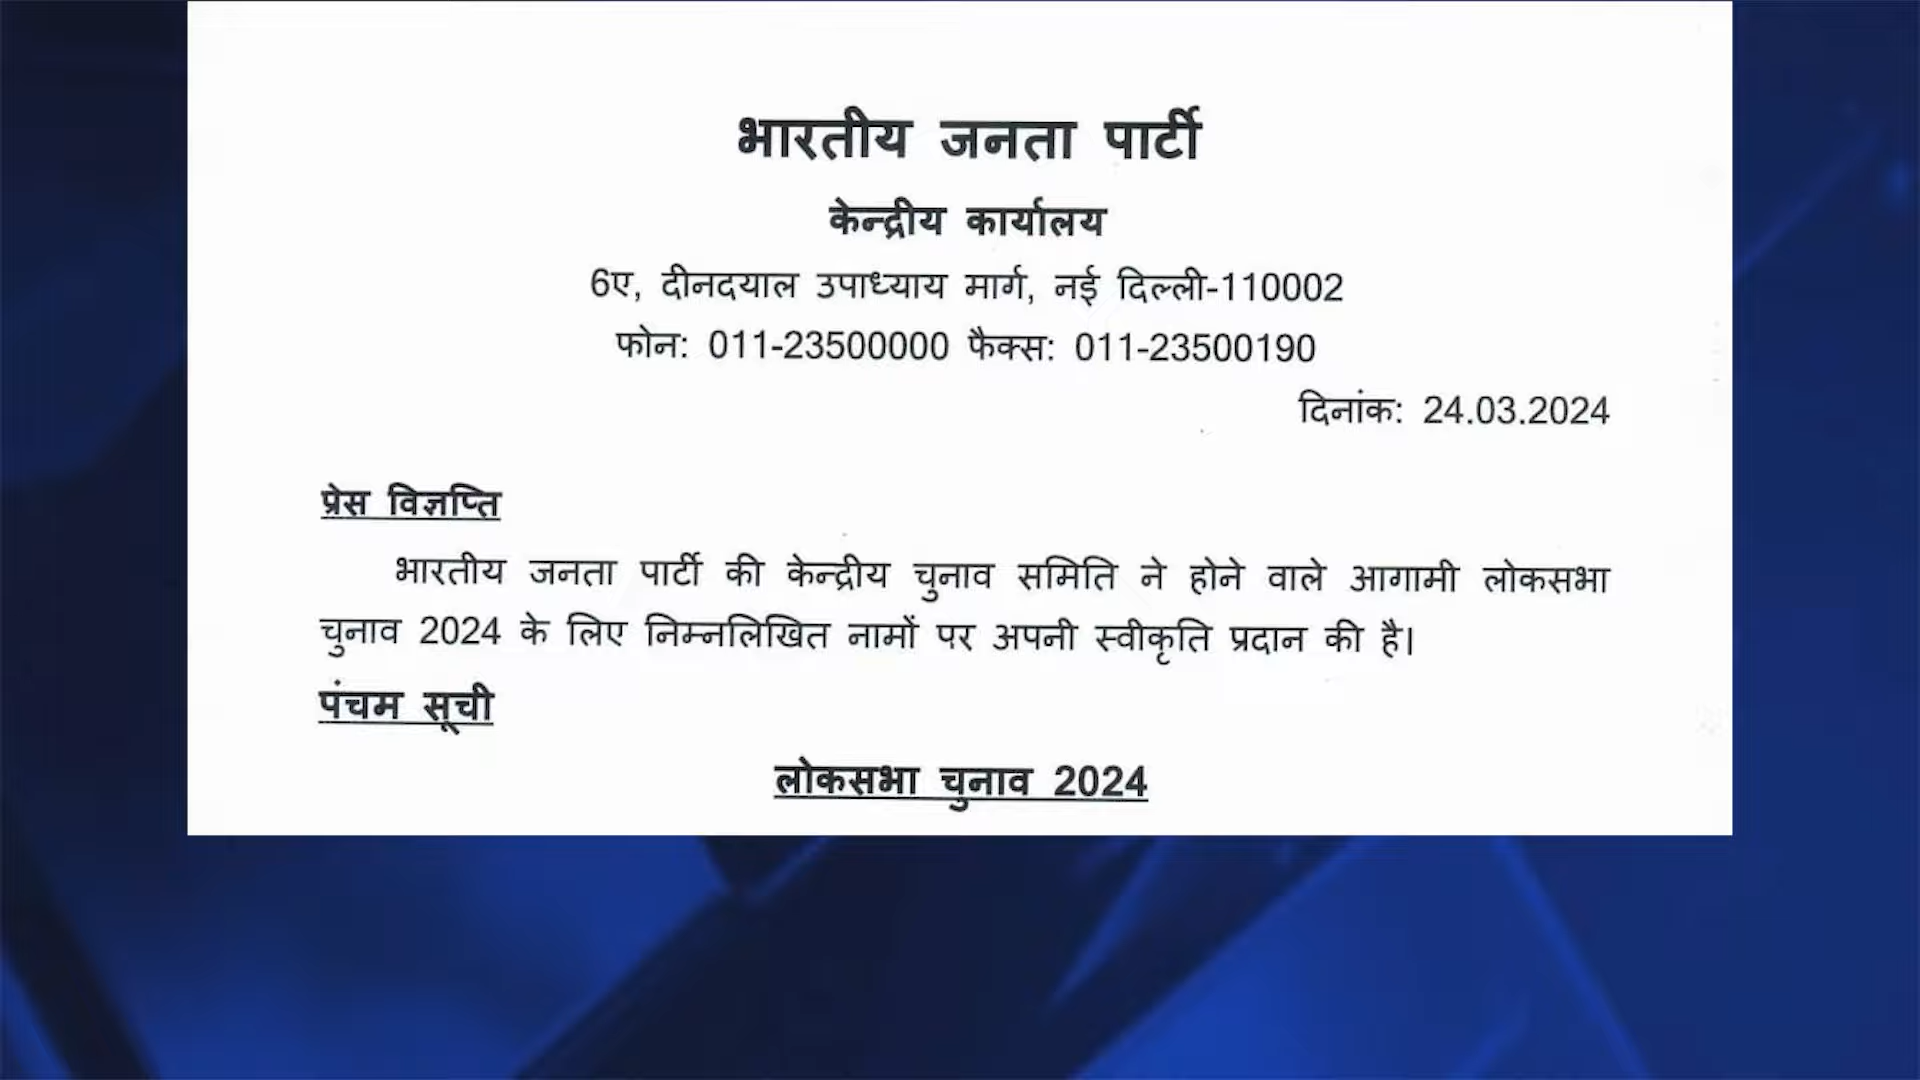 भारतीय जनता पार्टी
केन्द्रीय कार्यालय
6ए, दीनदयाल उपाध्याय मार्ग, नई दिल्ली-110002
फोन: 011-23500000 फैक्स: 011-23500190
दिनांक: 24.03.2024
प्रेस विज्ञप्ति
भारतीय जनता पार्टी की केन्द्रीय चुनाव समिति ने होने वाले आगामी लोकसभा
चुनाव 2024 के लिए निम्नलिखित नामों पर अपनी स्वीकृति प्रदान की है।
पंचम सूची
लोकसभा चुनाव 2024